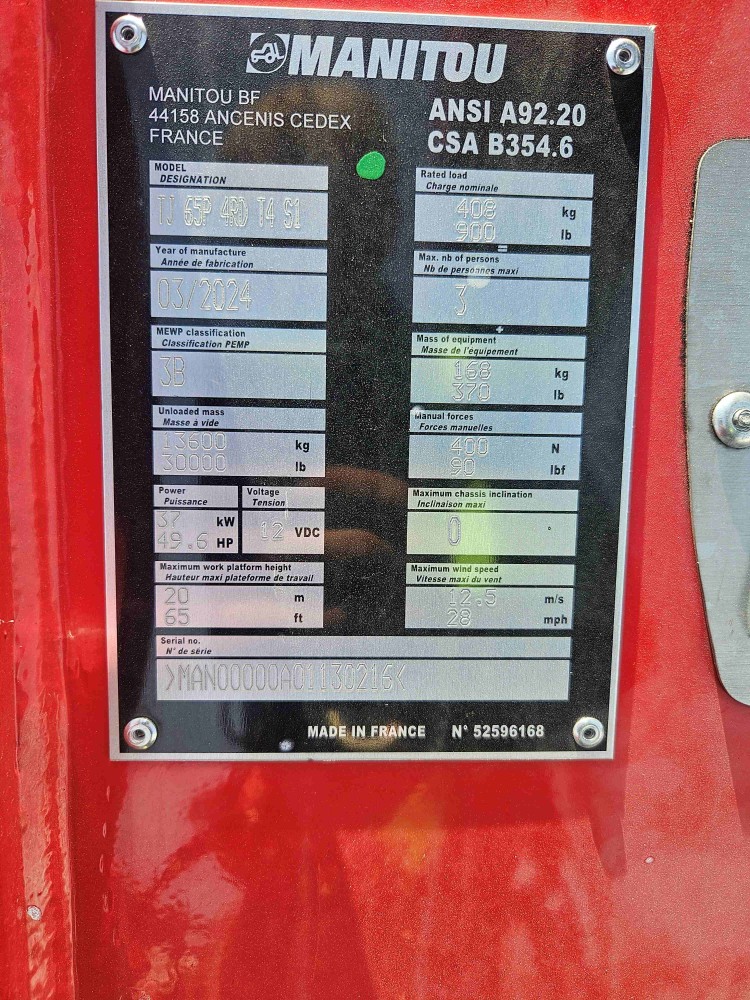 MANITOU
MANITOU BF
44158 ANCENIS CEDEX
FRANCE
ANSI A92.20
CSA B354.6
MODEL
DESIGNATION
TJ 65P 4RD T4 S1
Year of manufacture
Année de fabrication
03/2024
MEWP classification
Classification PEMP
3B
Unloaded mass
Masse à vide
13600 kg
30000 lb
Power
Puissance
37 kW
49.6 HP
Voltage
Tension
12 VDC
Maximum work platform height
Hauteur maxi plateforme de travail
20 m
65 ft
Rated load
Charge nominale
408 kg
900 lb
=
Max. nb of persons
Nb de personnes maxi
3
+
Mass of equipment
Masse de l'équipement
168 kg
370 lb
Manual forces
Forces manuelles
400 N
90 lbf
Maximum chassis inclination
Inclinaison maxi
0 °
Maximum wind speed
Vitesse maxi du vent
12.5 m/s
28 mph
Serial no.
N° de série
>MAN00000A01130216<
MADE IN FRANCE N° 52596168